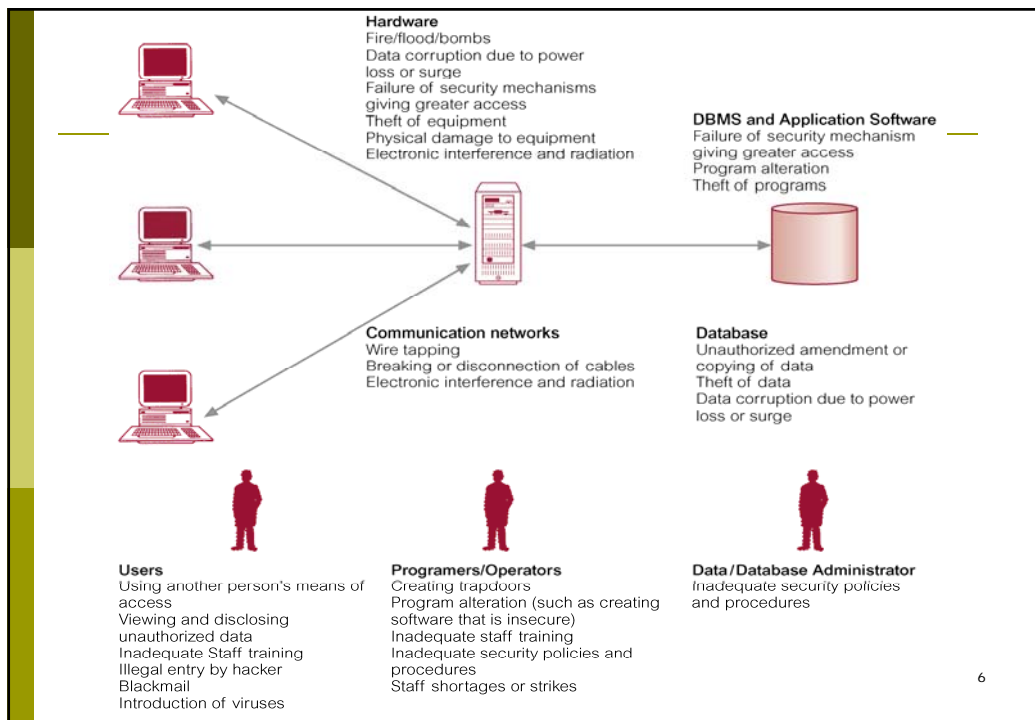 Hardware
Fire/flood/bombs
Data corruption due to power
loss or surge
Failure of security mechanisms
giving greater access
Theft of equipment
Physical damage to equipment
Electronic interference and radiation
DBMS and Application Software
Failure of security mechanism
giving greater access
Program alteration
Theft of programs
Communication networks
Wire tapping
Breaking or disconnection of cables
Electronic interference and radiation
Database
Unauthorized amendment or
copying of data
Theft of data
Data corruption due to power
loss or surge
Users
Using another person's means of
access
Viewing and disclosing
unauthorized data
Inadequate Staff training
Illegal entry by hacker
Blackmail
Introduction of viruses
Programers/Operators
Creating trapdoors
Program alteration (such as creating
software that is insecure)
Inadequate staff training
Inadequate security policies and
procedures
Staff shortages or strikes
Data/Database Administrator
Inadequate security policies
and procedures
6